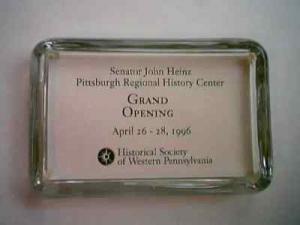 Senator John Heinz
Pittsburgh Regional History Center
GRAND
OPENING
April 26 - 28, 1996
Historical Society
of Western Pennsylvania